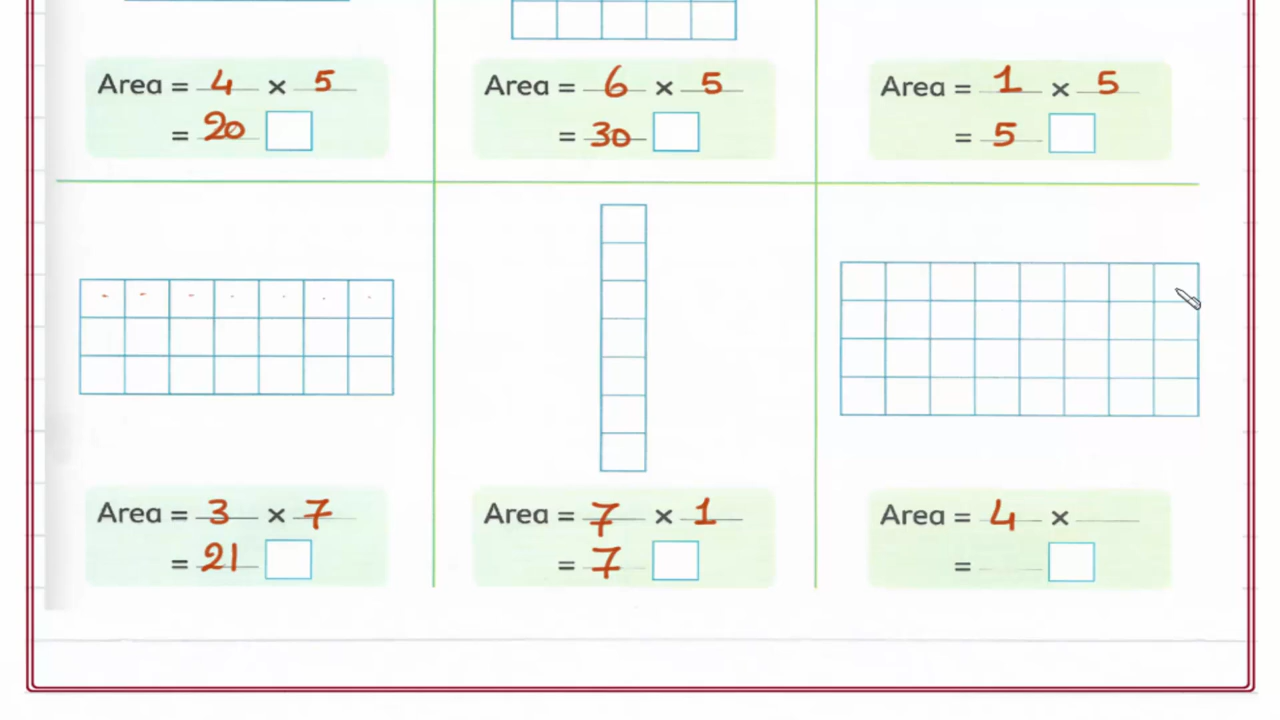 Area = 4 × 5
= 20
Area = 6 × 5
= 30
Area = 1 × 5
= 5
Area = 3 × 7
= 21
Area = 7 × 1
= 7
Area = 4 ×
=